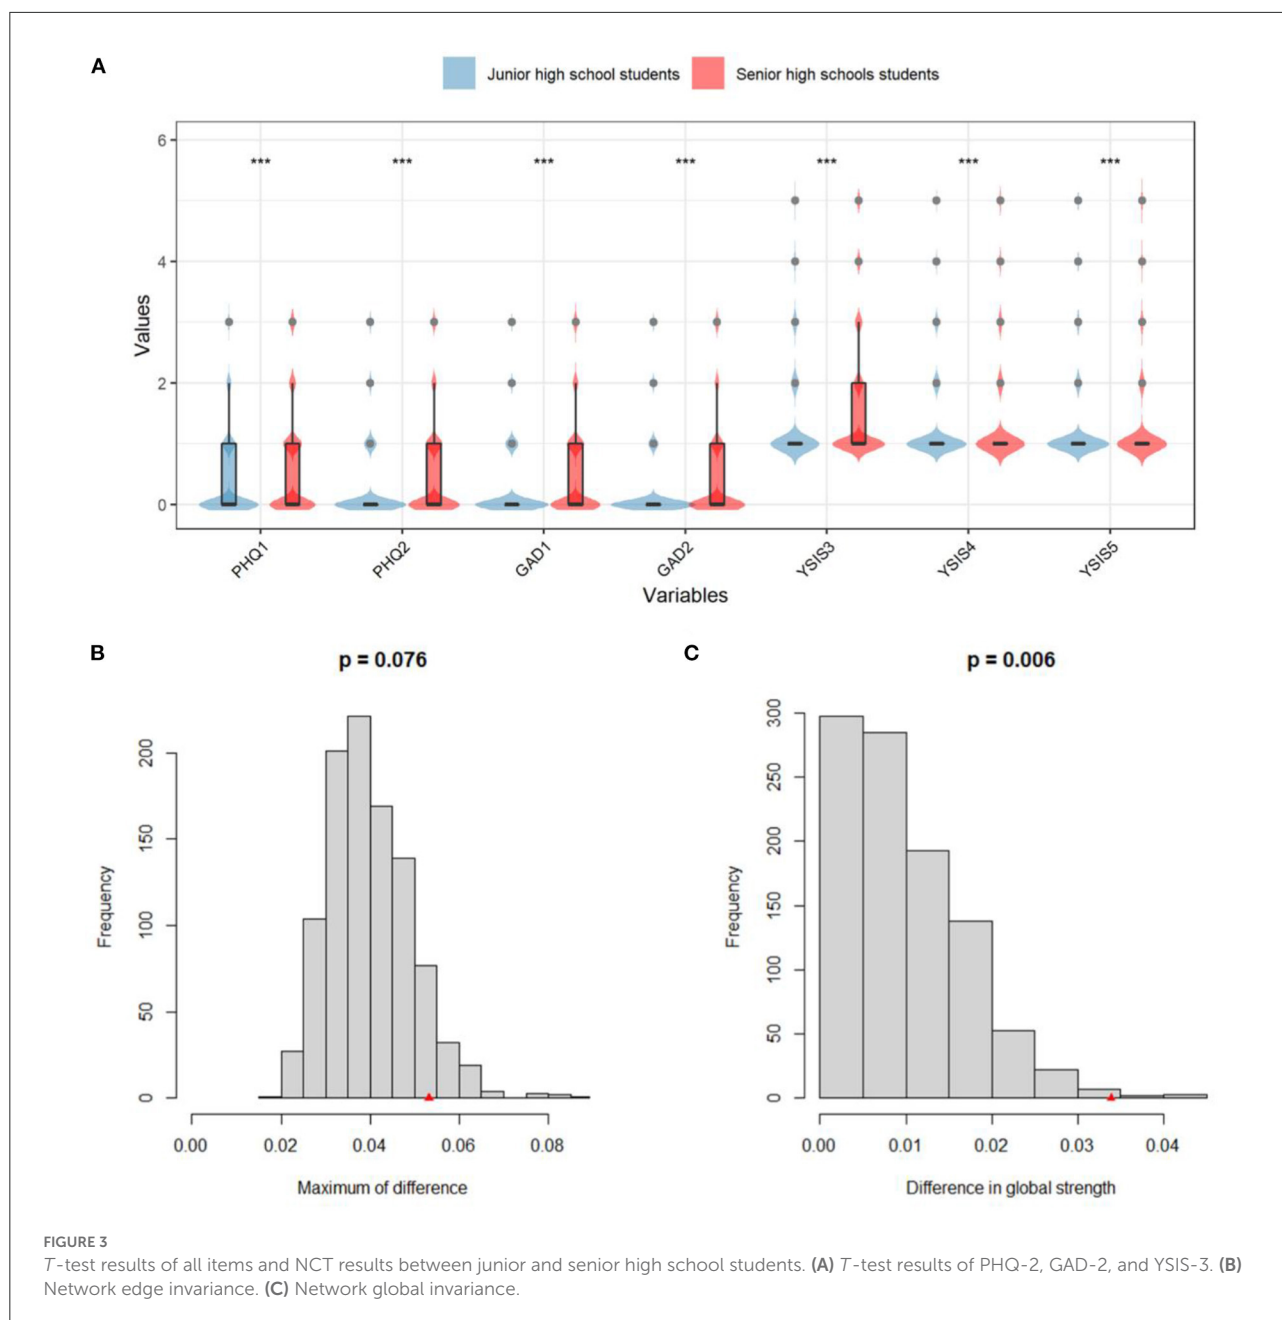 A
Junior high school students
Senior high schools students
6
4
2
0
Values
*** *** *** *** *** *** ***
PHQ1
PHQ2
GAD1
GAD2
YSIS3
YSIS4
YSIS5
Variables
B
p = 0.076
200
150
100
50
0
Frequency
0.00 0.02 0.04 0.06 0.08
Maximum of difference
C
p = 0.006
300
250
200
150
100
50
0
Frequency
0.00 0.01 0.02 0.03 0.04
Difference in global strength
FIGURE 3
T-test results of all items and NCT results between junior and senior high school students. (A) T-test results of PHQ-2, GAD-2, and YSIS-3. (B)
Network edge invariance. (C) Network global invariance.